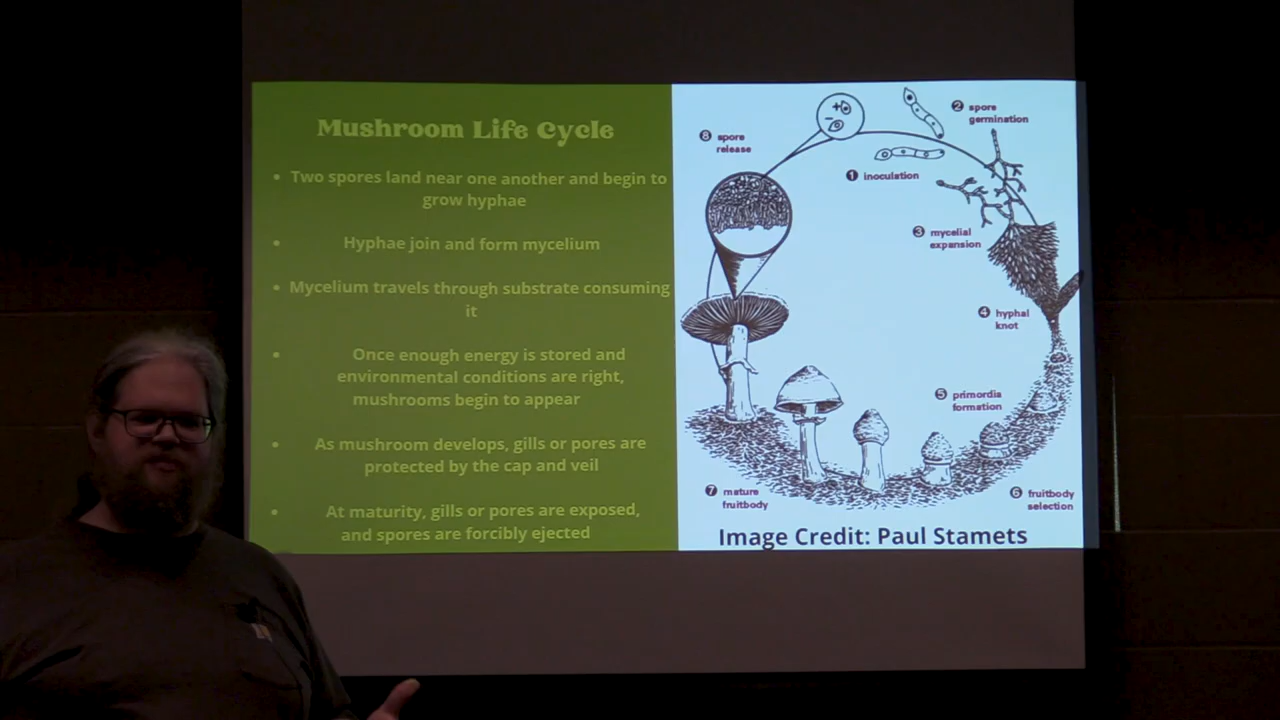 Mushroom Life Cycle
• Two spores land near one another and begin to
grow hyphae
• Hyphae join and form mycelium
• Mycelium travels through substrate consuming
it
• Once enough energy is stored and
environmental conditions are right,
mushrooms begin to appear
• As mushroom develops, gills or pores are
protected by the cap and veil
• At maturity, gills or pores are exposed,
and spores are forcibly ejected
8 spore
release
+
-
2 spore
germination
1 inoculation
3 mycelial
expansion
4 hyphal
knot
5 primordia
formation
6 fruitbody
selection
7 mature
fruitbody
Image Credit: Paul Stamets